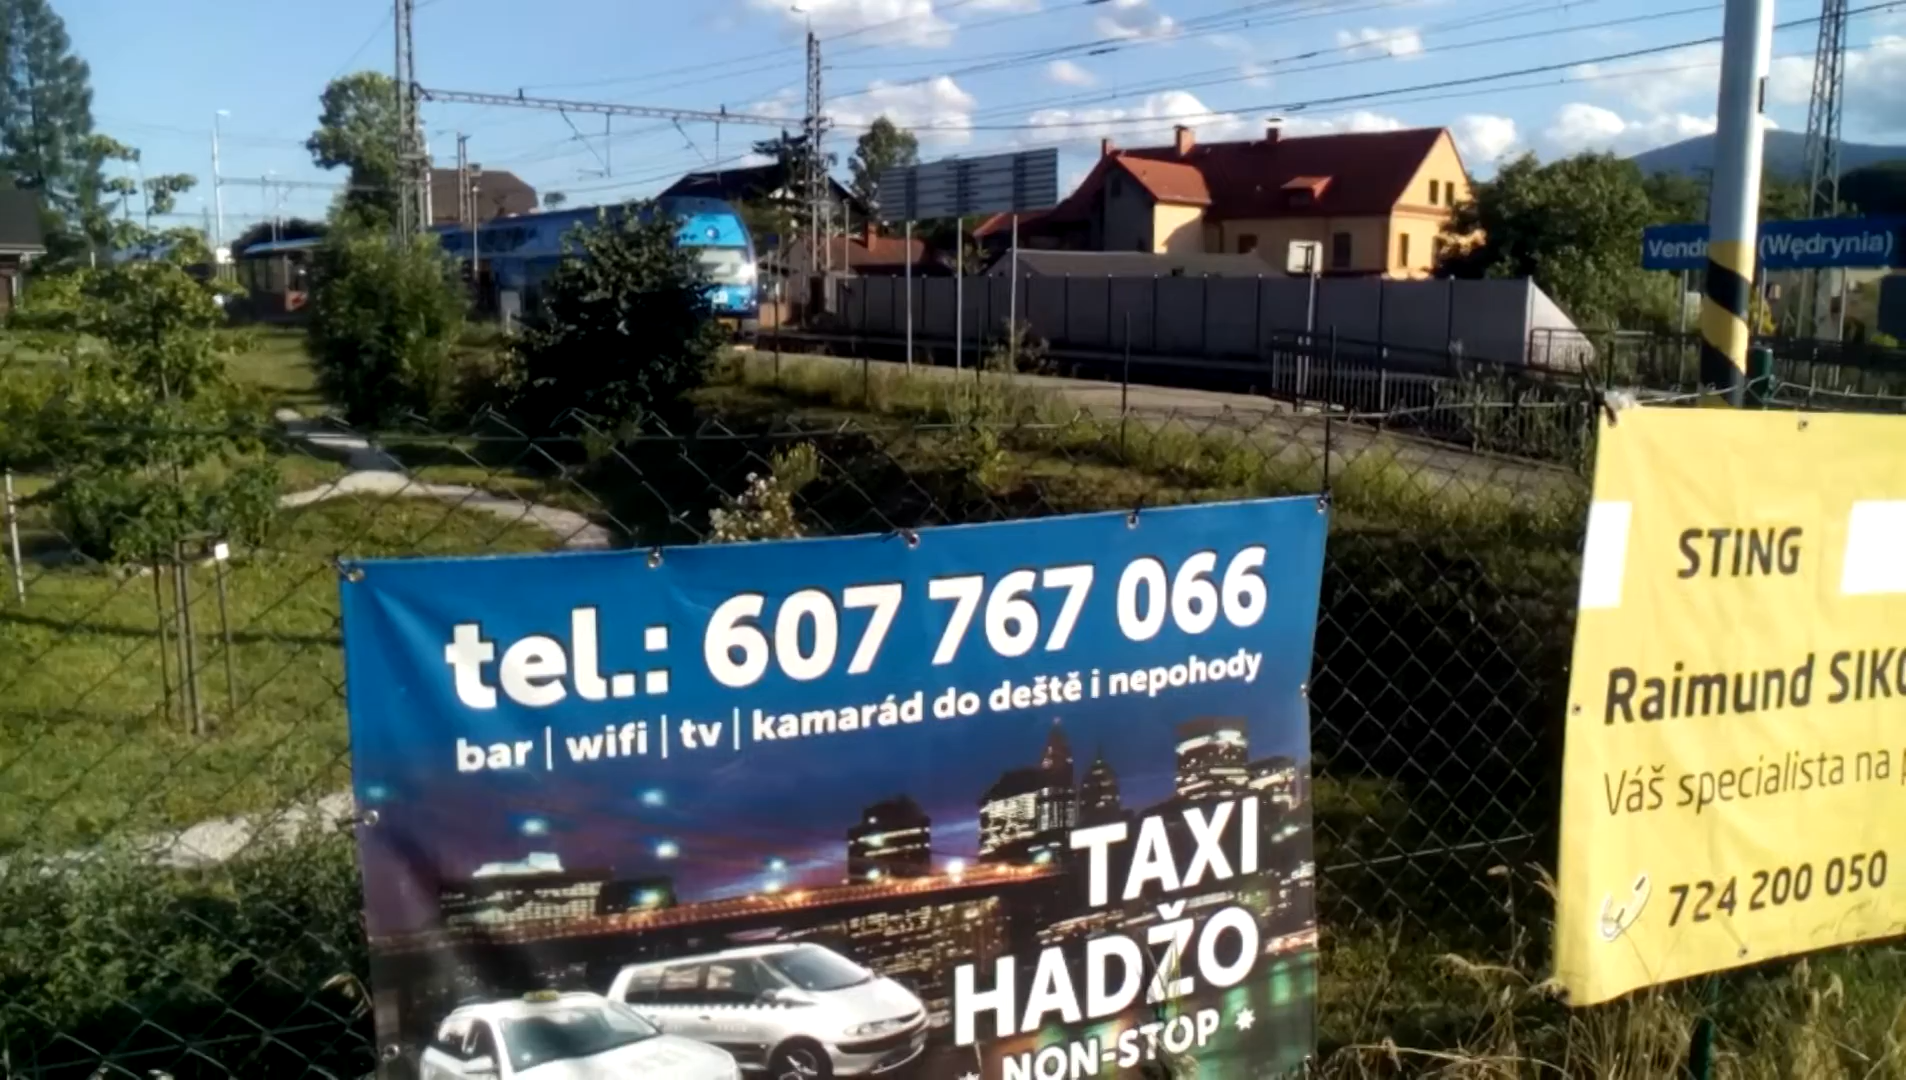 (Wędrynia)
tel.: 607 767 066
bar | wifi | tv | kamarád do deště i nepohody
TAXI
HADŽO
* NON-STOP *
STING
Raimund
Váš specialista na
724 200 050